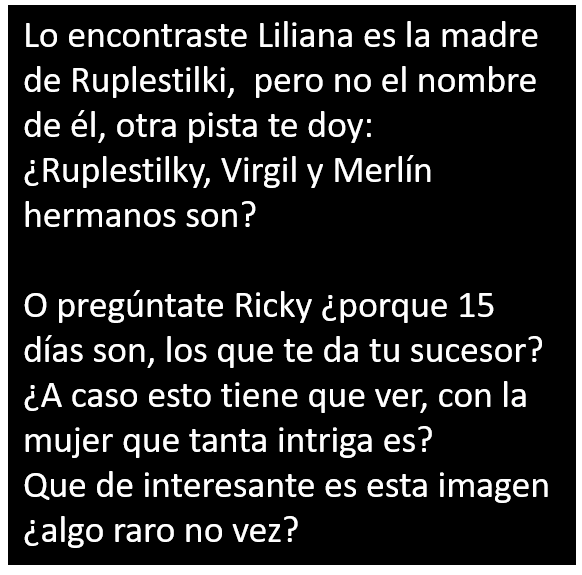 Lo encontraste Liliana es la madre
de Ruplestilki,  pero no el nombre
de él, otra pista te doy:
¿Ruplestilky, Virgil y Merlín
hermanos son?
O pregúntate Ricky ¿porque 15
días son, los que te da tu sucesor?
¿A caso esto tiene que ver, con la
mujer que tanta intriga es?
Que de interesante es esta imagen
¿algo raro no vez?